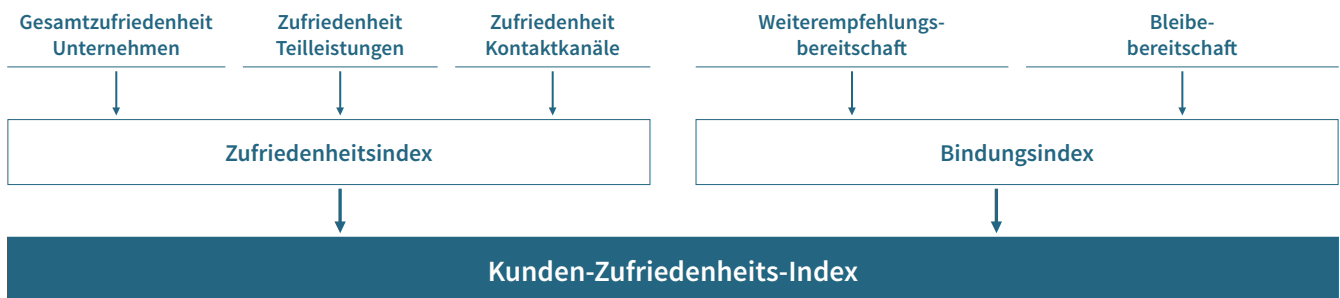 Gesamtzufriedenheit
Unternehmen
Zufriedenheit
Teilleistungen
Zufriedenheit
Kontaktkanäle
Weiterempfehlungs-
bereitschaft
Bleibe-
bereitschaft
Zufriedenheitsindex
Bindungsindex
Kunden-Zufriedenheits-Index